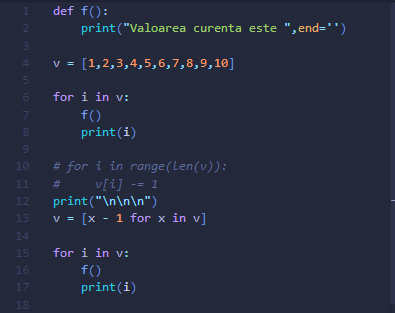 1 def f():
2     print("Valoarea curenta este ",end='')
3
4 v = [1,2,3,4,5,6,7,8,9,10]
5
6 for i in v:
7     f()
8     print(i)
9
10 # for i in range(len(v)):
11 #     v[i] -= 1
12 print("\n\n\n")
13 v = [x - 1 for x in v]
14
15 for i in v:
16     f()
17     print(i)
18